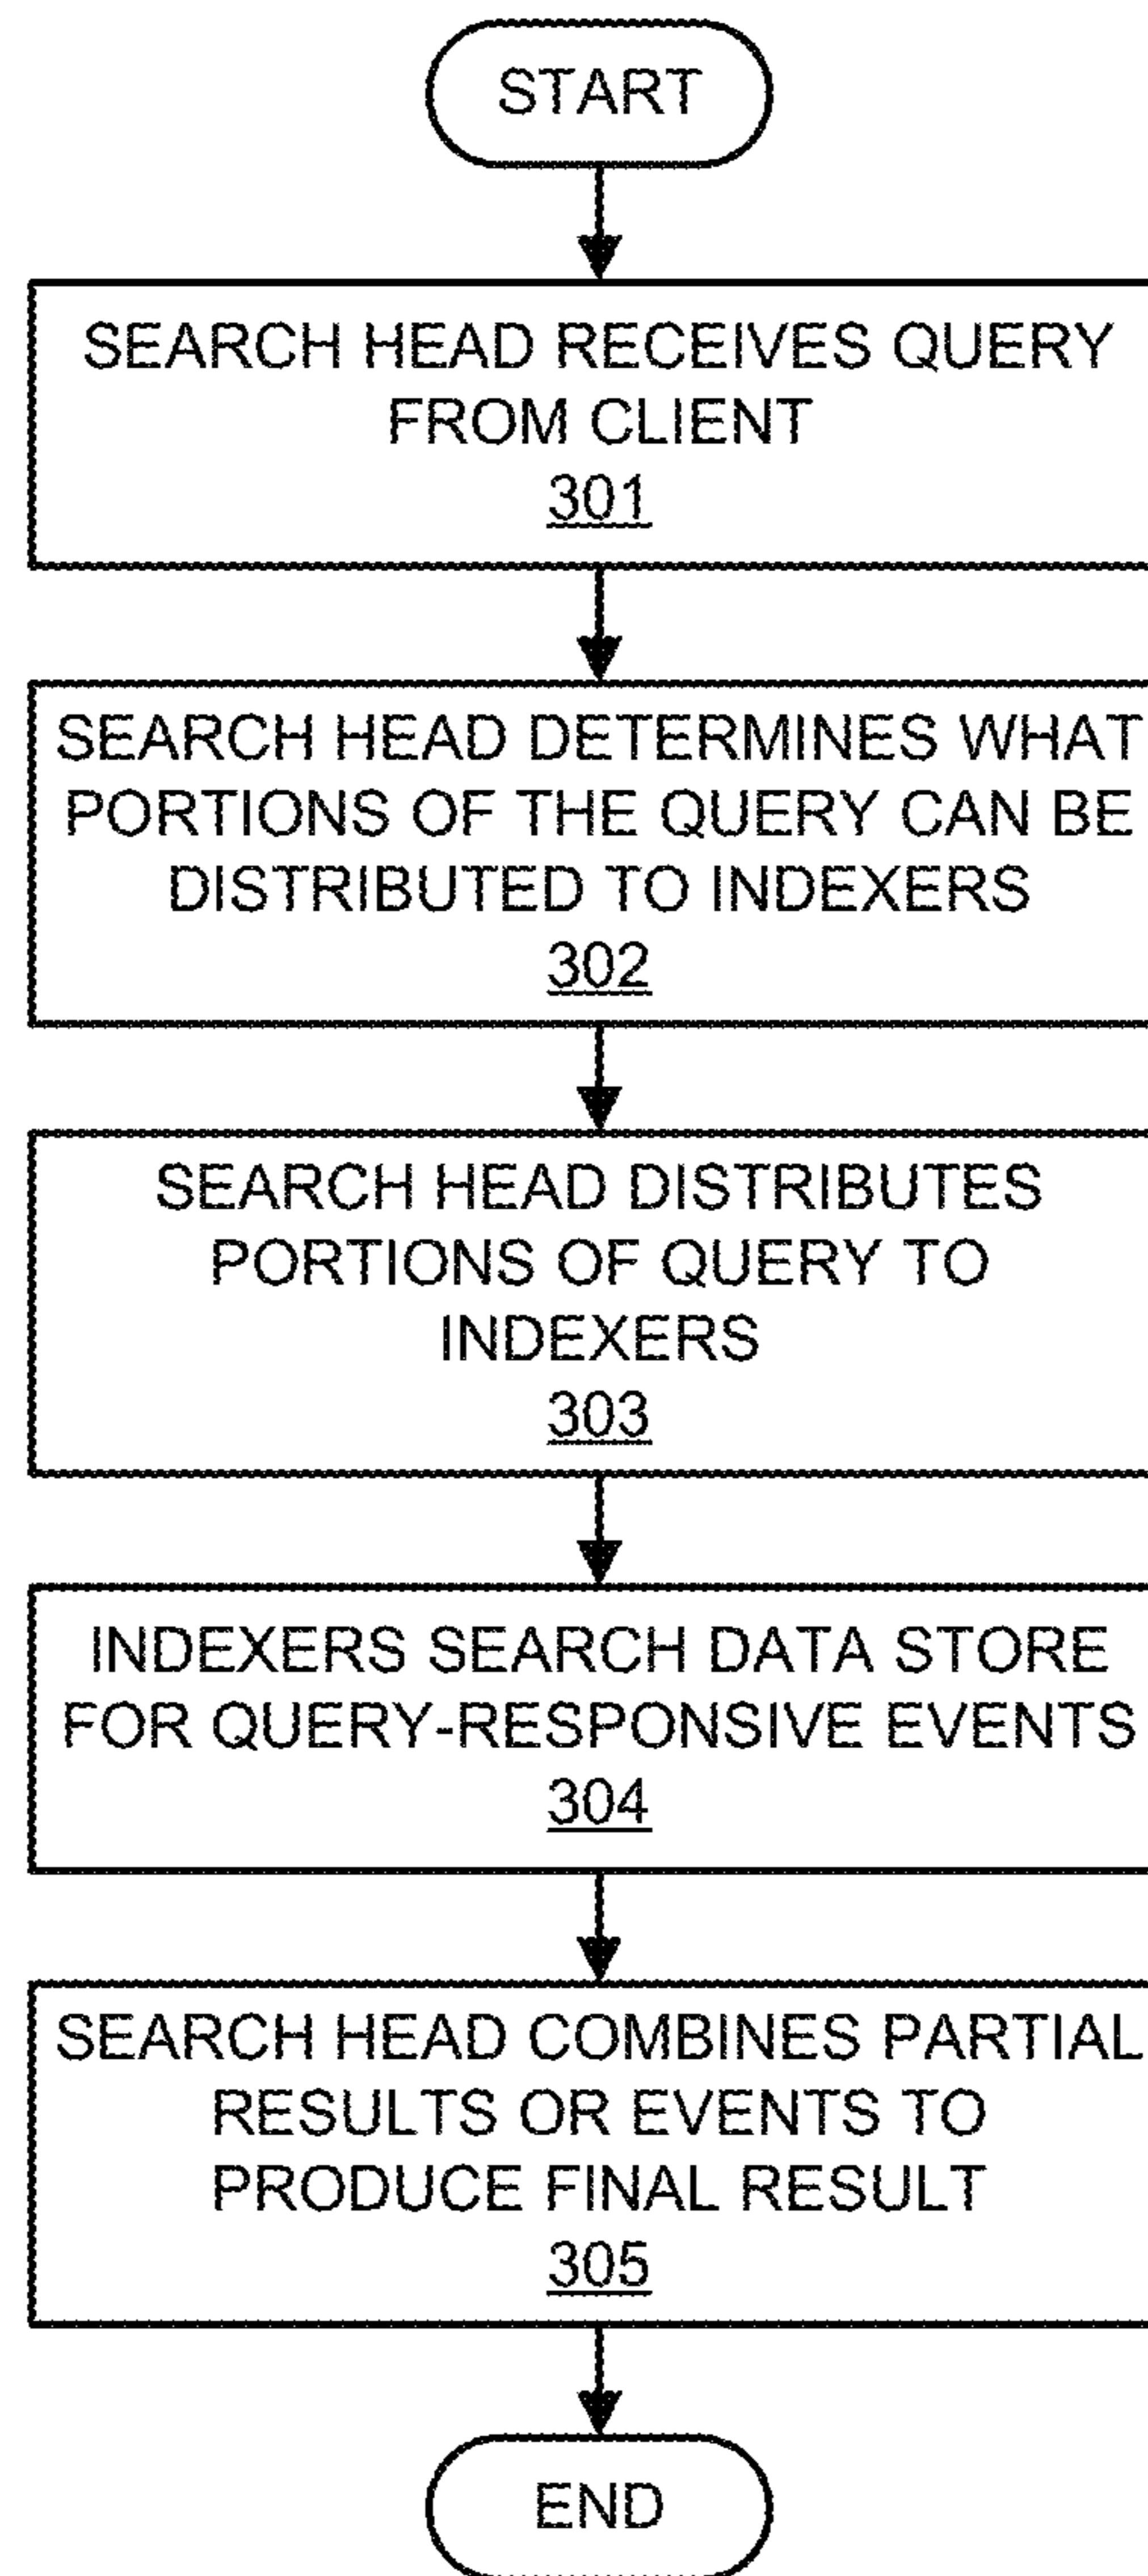 START
SEARCH HEAD RECEIVES QUERY
FROM CLIENT
301
SEARCH HEAD DETERMINES WHAT
PORTIONS OF THE QUERY CAN BE
DISTRIBUTED TO INDEXERS
302
SEARCH HEAD DISTRIBUTES
PORTIONS OF QUERY TO
INDEXERS
303
INDEXERS SEARCH DATA STORE
FOR QUERY-RESPONSIVE EVENTS
304
SEARCH HEAD COMBINES PARTIAL
RESULTS OR EVENTS TO
PRODUCE FINAL RESULT
305
END